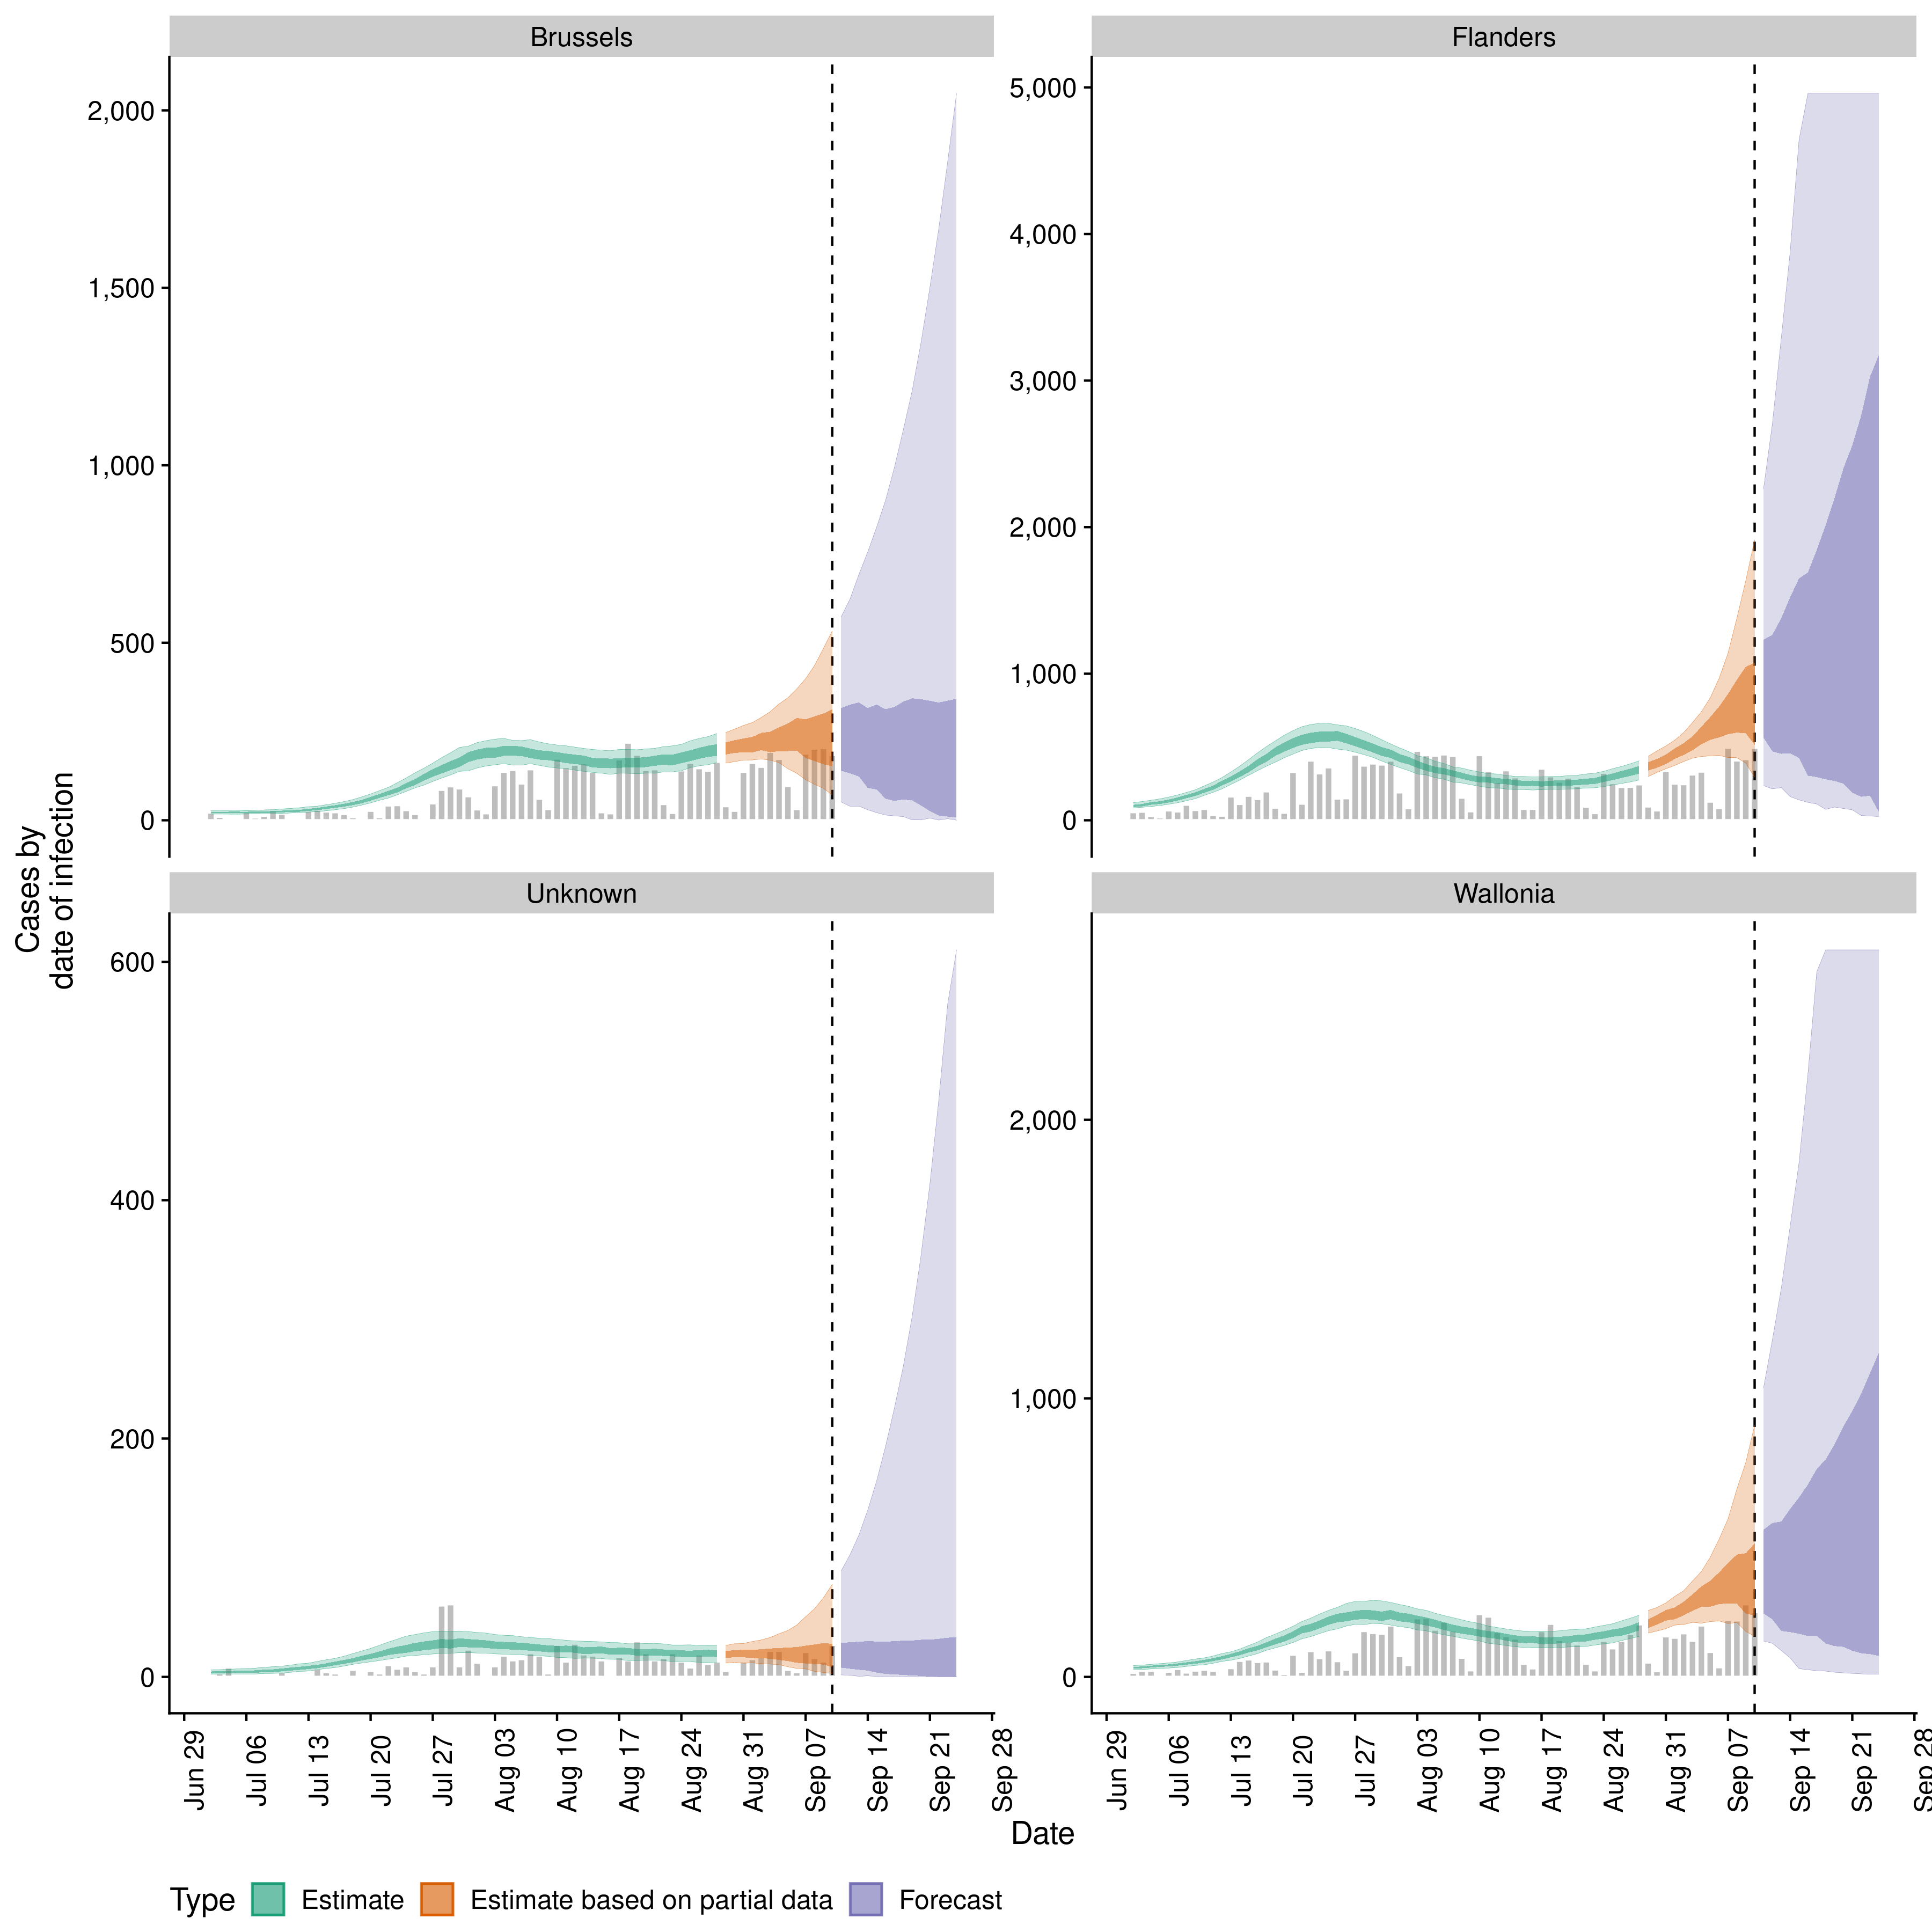 Brussels
Flanders
2,000
1,500
1,000
500
0
5,000
4,000
3,000
2,000
1,000
0
Cases by
date of infection
Unknown
Wallonia
600
400
200
0
2,000
1,000
0
Jun 29
Jul 06
Jul 13
Jul 20
Jul 27
Aug 03
Aug 10
Aug 17
Aug 24
Aug 31
Sep 07
Sep 14
Sep 21
Sep 28
Jun 29
Jul 06
Jul 13
Jul 20
Jul 27
Aug 03
Aug 10
Aug 17
Aug 24
Aug 31
Sep 07
Sep 14
Sep 21
Sep 28
Date
Type Estimate Estimate based on partial data Forecast